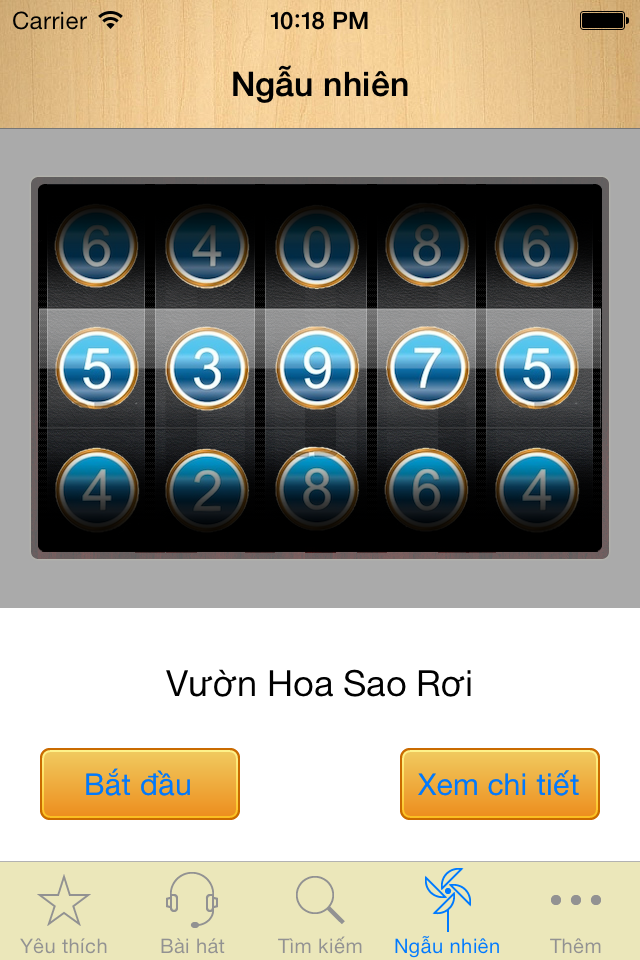 Carrier 10:18 PM
Ngẫu nhiên
6 4 0 8 6
5 3 9 7 5
4 2 8 6 4
Vườn Hoa Sao Rơi
Bắt đầu Xem chi tiết
Yêu thích Bài hát Tìm kiếm Ngẫu nhiên Thêm